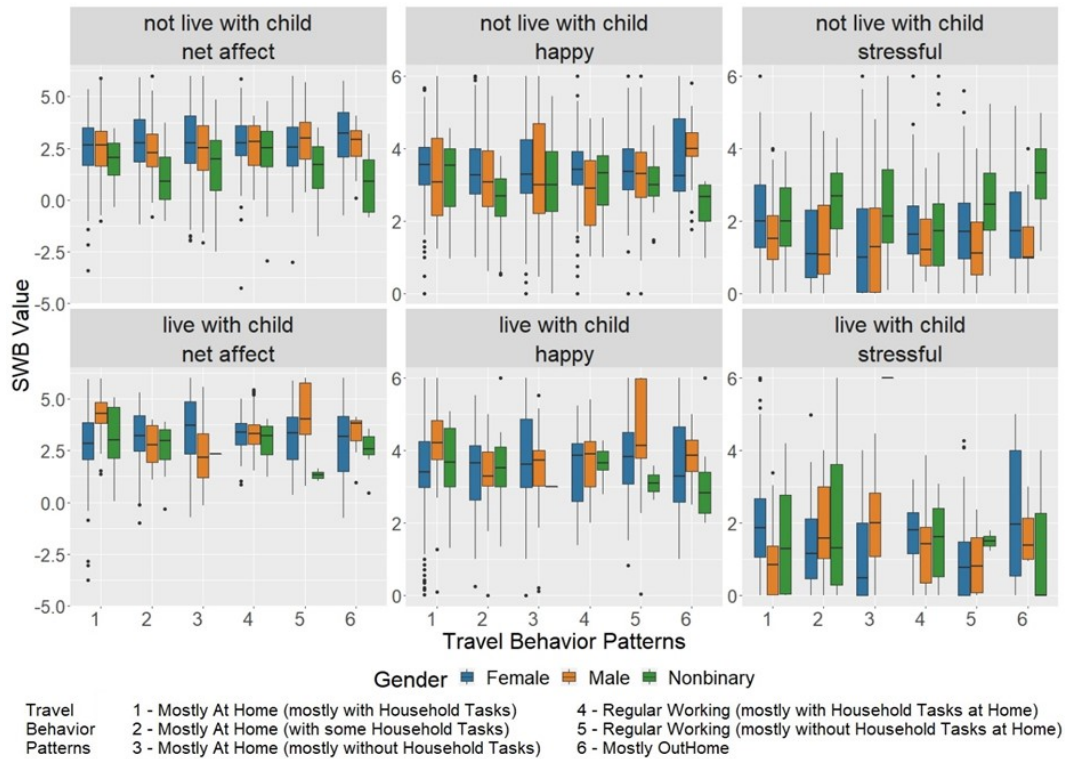 not live with child
net affect
not live with child
happy
not live with child
stressful
5.0
2.5
0.0
-2.5
-5.0
6
4
2
0
6
4
2
0
SWB Value
live with child
net affect
live with child
happy
live with child
stressful
5.0
2.5
0.0
-2.5
-5.0
6
4
2
0
6
4
2
0
1 2 3 4 5 6
1 2 3 4 5 6
1 2 3 4 5 6
Travel Behavior Patterns
Gender Female Male Nonbinary
Travel 1 - Mostly At Home (mostly with Household Tasks) 4 - Regular Working (mostly with Household Tasks at Home)
Behavior 2 - Mostly At Home (with some Household Tasks) 5 - Regular Working (mostly without Household Tasks at Home)
Patterns 3 - Mostly At Home (mostly without Household Tasks) 6 - Mostly OutHome